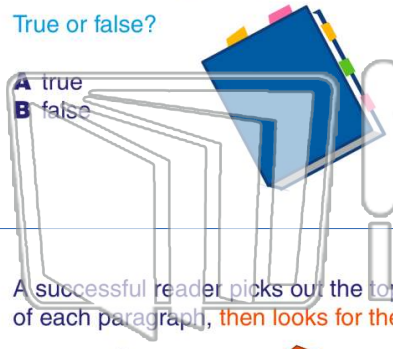 True or false?
A true
B false
A successful reader picks out the
of each paragraph, then looks for the